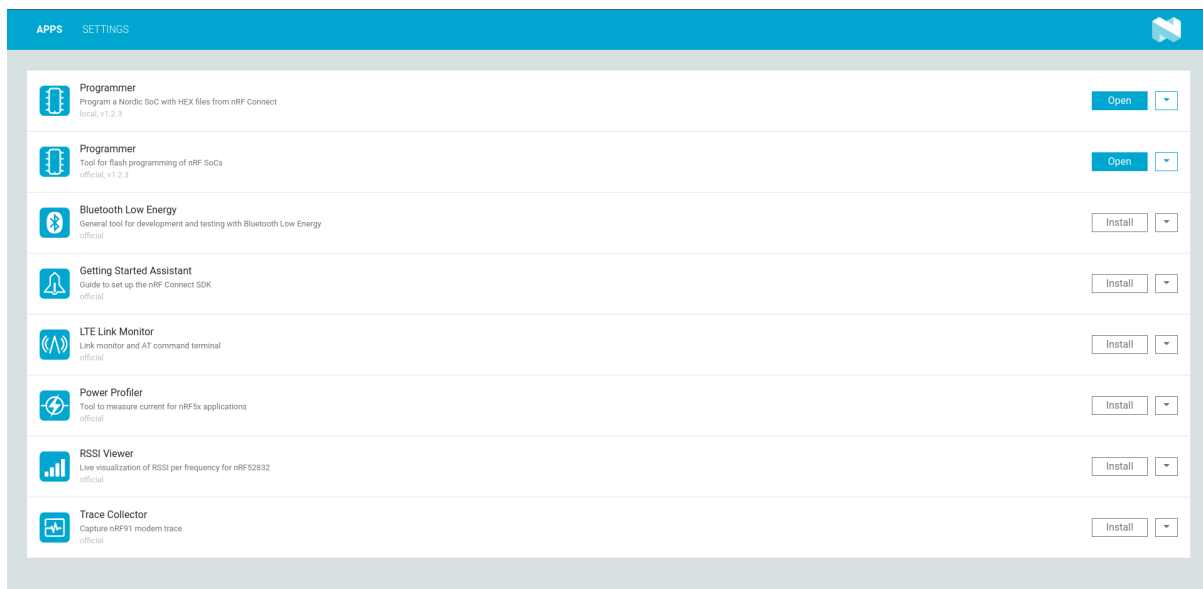 APPS SETTINGS
Programmer
Program a Nordic SoC with HEX files from nRF Connect
local, v1.2.3
Open
Programmer
Tool for flash programming of nRF SoCs
official, v1.2.3
Open
Bluetooth Low Energy
General tool for development and testing with Bluetooth Low Energy
official
Install
Getting Started Assistant
Guide to set up the nRF Connect SDK
official
Install
LTE Link Monitor
Link monitor and AT command terminal
official
Install
Power Profiler
Tool to measure current for nRF5x applications
official
Install
RSSI Viewer
Live visualization of RSSI per frequency for nRF52832
official
Install
Trace Collector
Capture nRF91 modem trace
official
Install